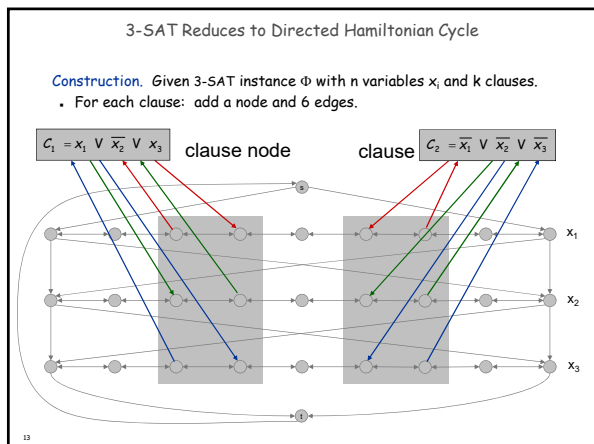 3-SAT Reduces to Directed Hamiltonian Cycle
Construction. Given 3-SAT instance Φ with n variables xᵢ and k clauses.
▪ For each clause: add a node and 6 edges.
C₁ = x₁ V x̅₂ V x₃
clause node
clause
C₂ = x̅₁ V x̅₂ V x̅₃
s
x₁
x₂
x₃
t
13